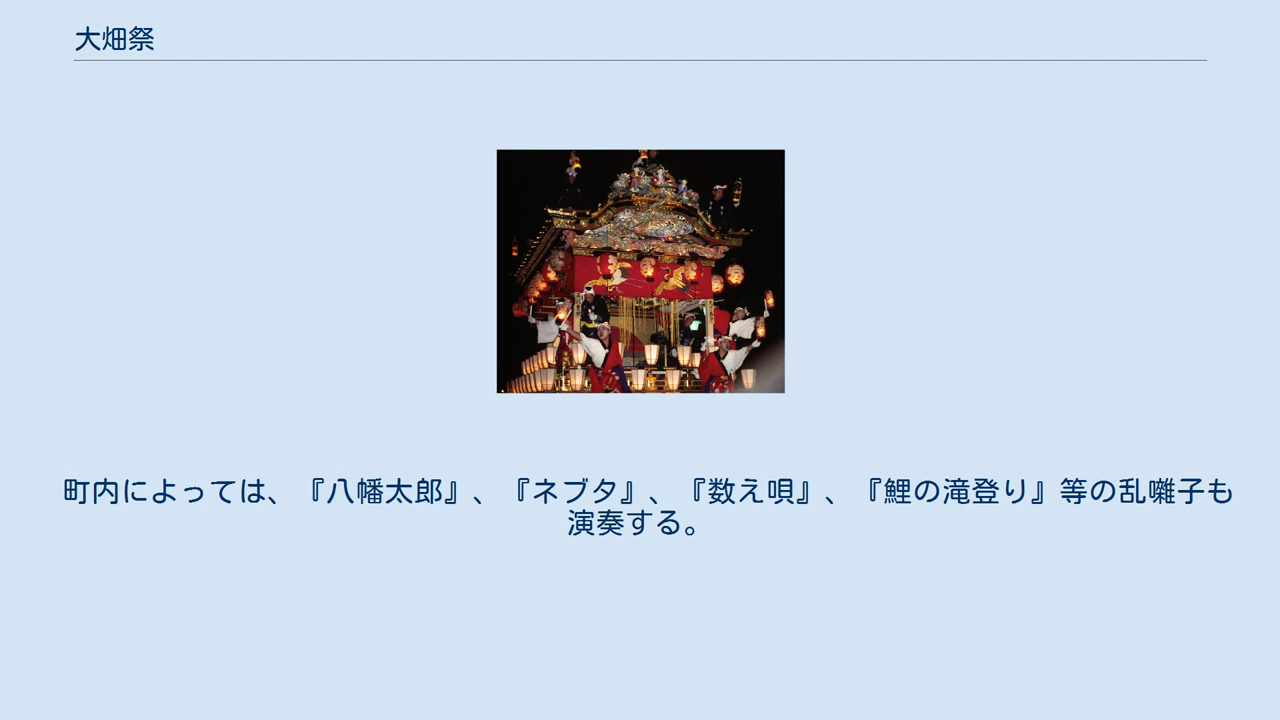 大畑祭
町内によっては、『八幡太郎』、『ネブタ』、『数え唄』、『鯉の滝登り』等の乱囃子も
演奏する。